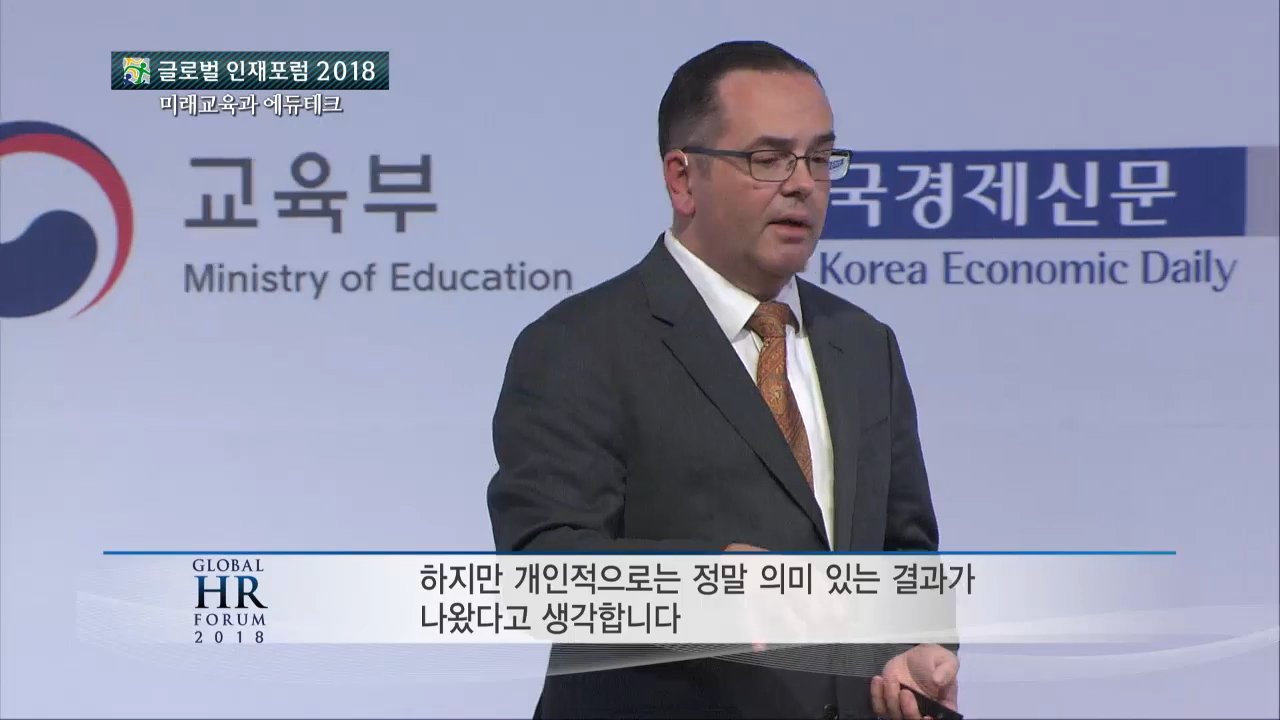 글로벌 인재포럼 2018
미래교육과 에듀테크
교육부
Ministry of Education
국경제신문
Korea Economic Daily
GLOBAL
HR
FORUM
2018
하지만 개인적으로는 정말 의미 있는 결과가
나왔다고 생각합니다